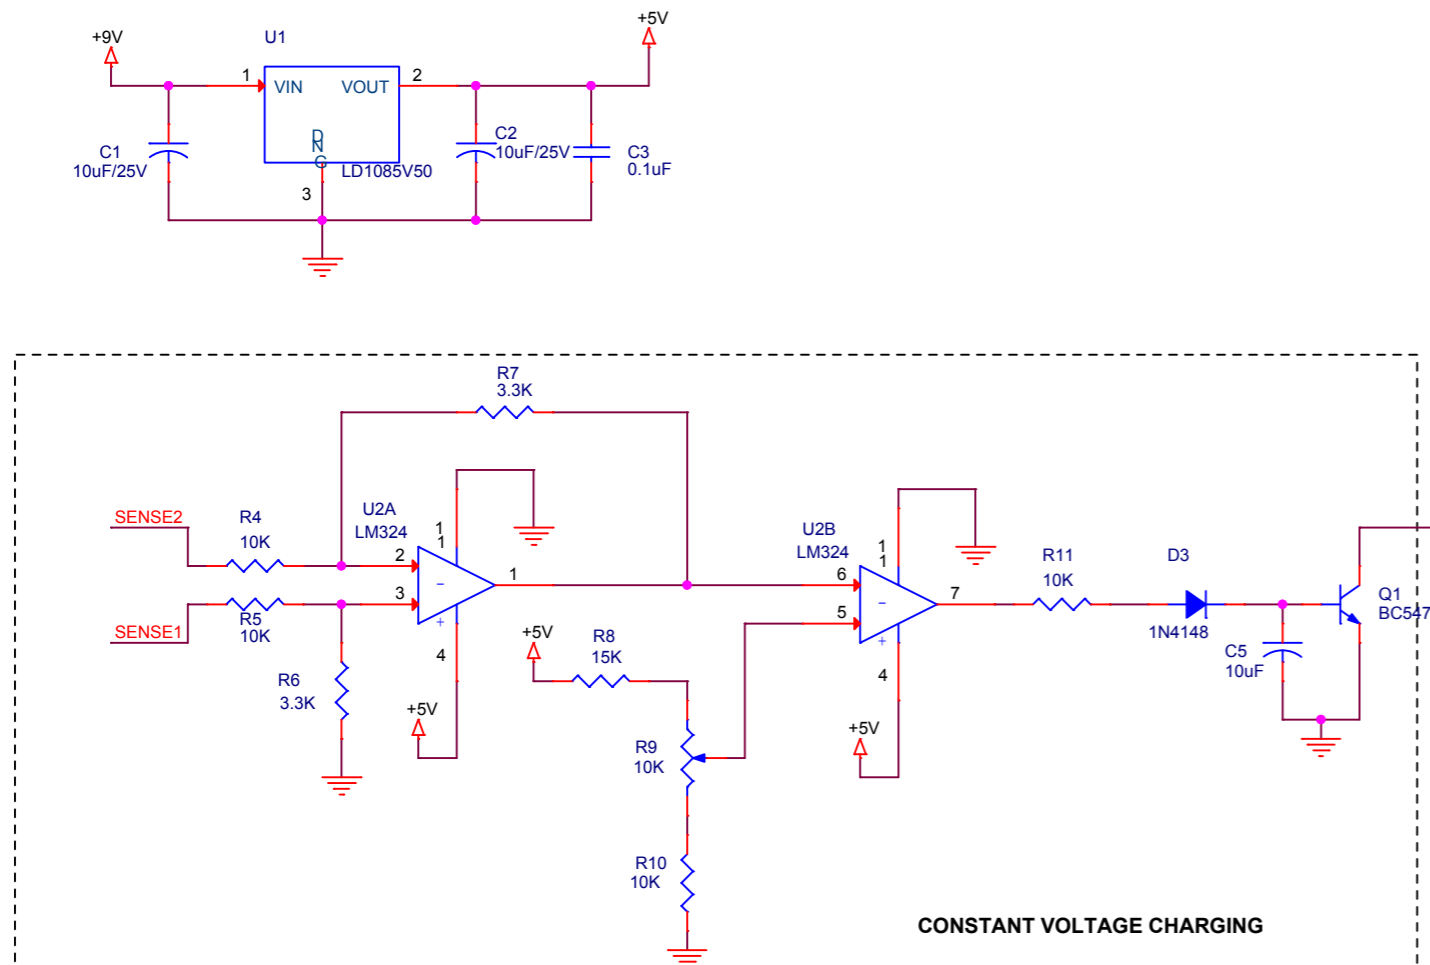 +9V
U1
+5V
1
VIN
VOUT
2
C1
10uF/25V
GND
LD1085V50
3
C2
10uF/25V
C3
0.1uF
R7
3.3K
SENSE2
R4
10K
U2A
LM324
11
2
3
-
+
1
4
SENSE1
R5
10K
R6
3.3K
+5V
+5V
R8
15K
R9
10K
R10
10K
U2B
LM324
11
6
5
-
+
7
4
+5V
R11
10K
D3
1N4148
C5
10uF
Q1
BC547
CONSTANT VOLTAGE CHARGING